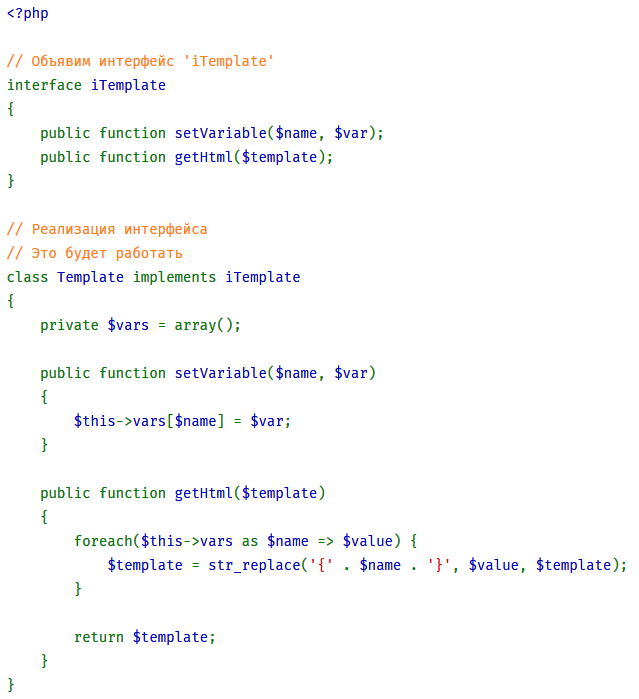 <?php
// Объявим интерфейс 'iTemplate'
interface iTemplate
{
    public function setVariable($name, $var);
    public function getHtml($template);
}
// Реализация интерфейса
// Это будет работать
class Template implements iTemplate
{
    private $vars = array();
    public function setVariable($name, $var)
    {
        $this->vars[$name] = $var;
    }
    public function getHtml($template)
    {
        foreach($this->vars as $name => $value) {
            $template = str_replace('{' . $name . '}', $value, $template);
        }
        return $template;
    }
}